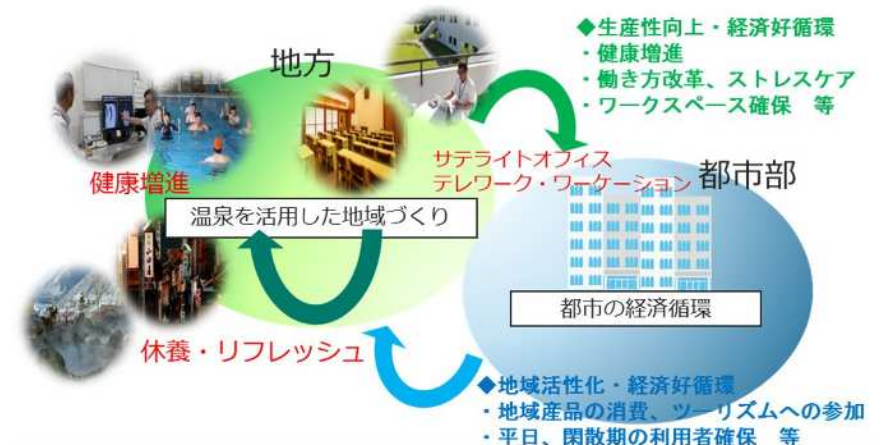 ◆生産性向上・経済好循環
・健康増進
・働き方改革、ストレスケア
・ワークスペース確保 等
地方
サテライトオフィス
テレワーク・ワーケーション
都市部
健康増進
温泉を活用した地域づくり
都市の経済循環
休養・リフレッシュ
◆地域活性化・経済好循環
・地域産品の消費、ツーリズムへの参加
・平日、閑散期の利用者確保 等